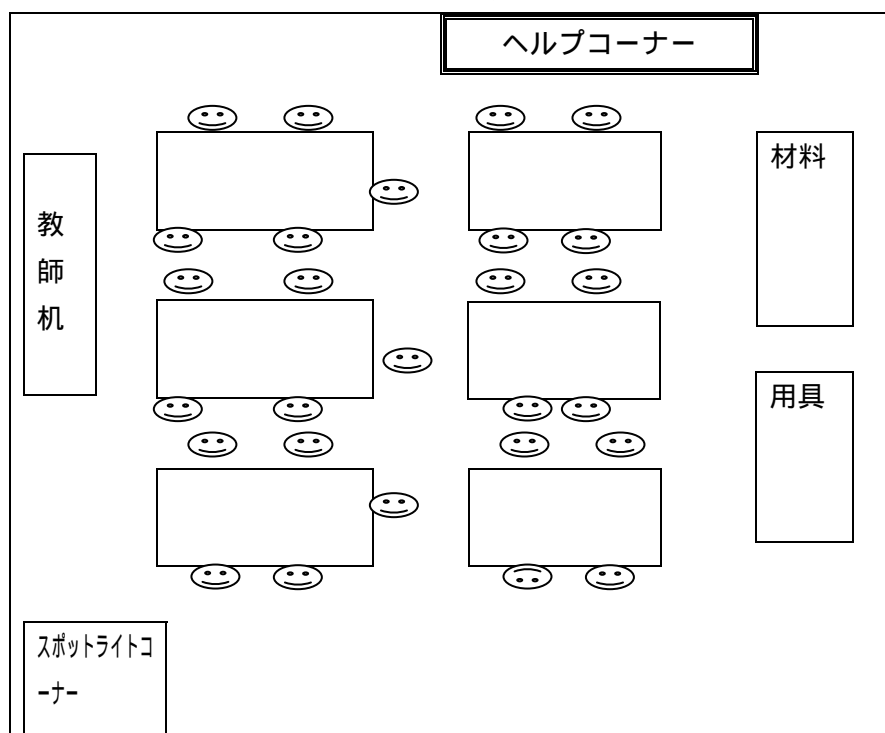 ヘルプコーナー
材料
教
師
机
用具
スポットライトコ
ーナー